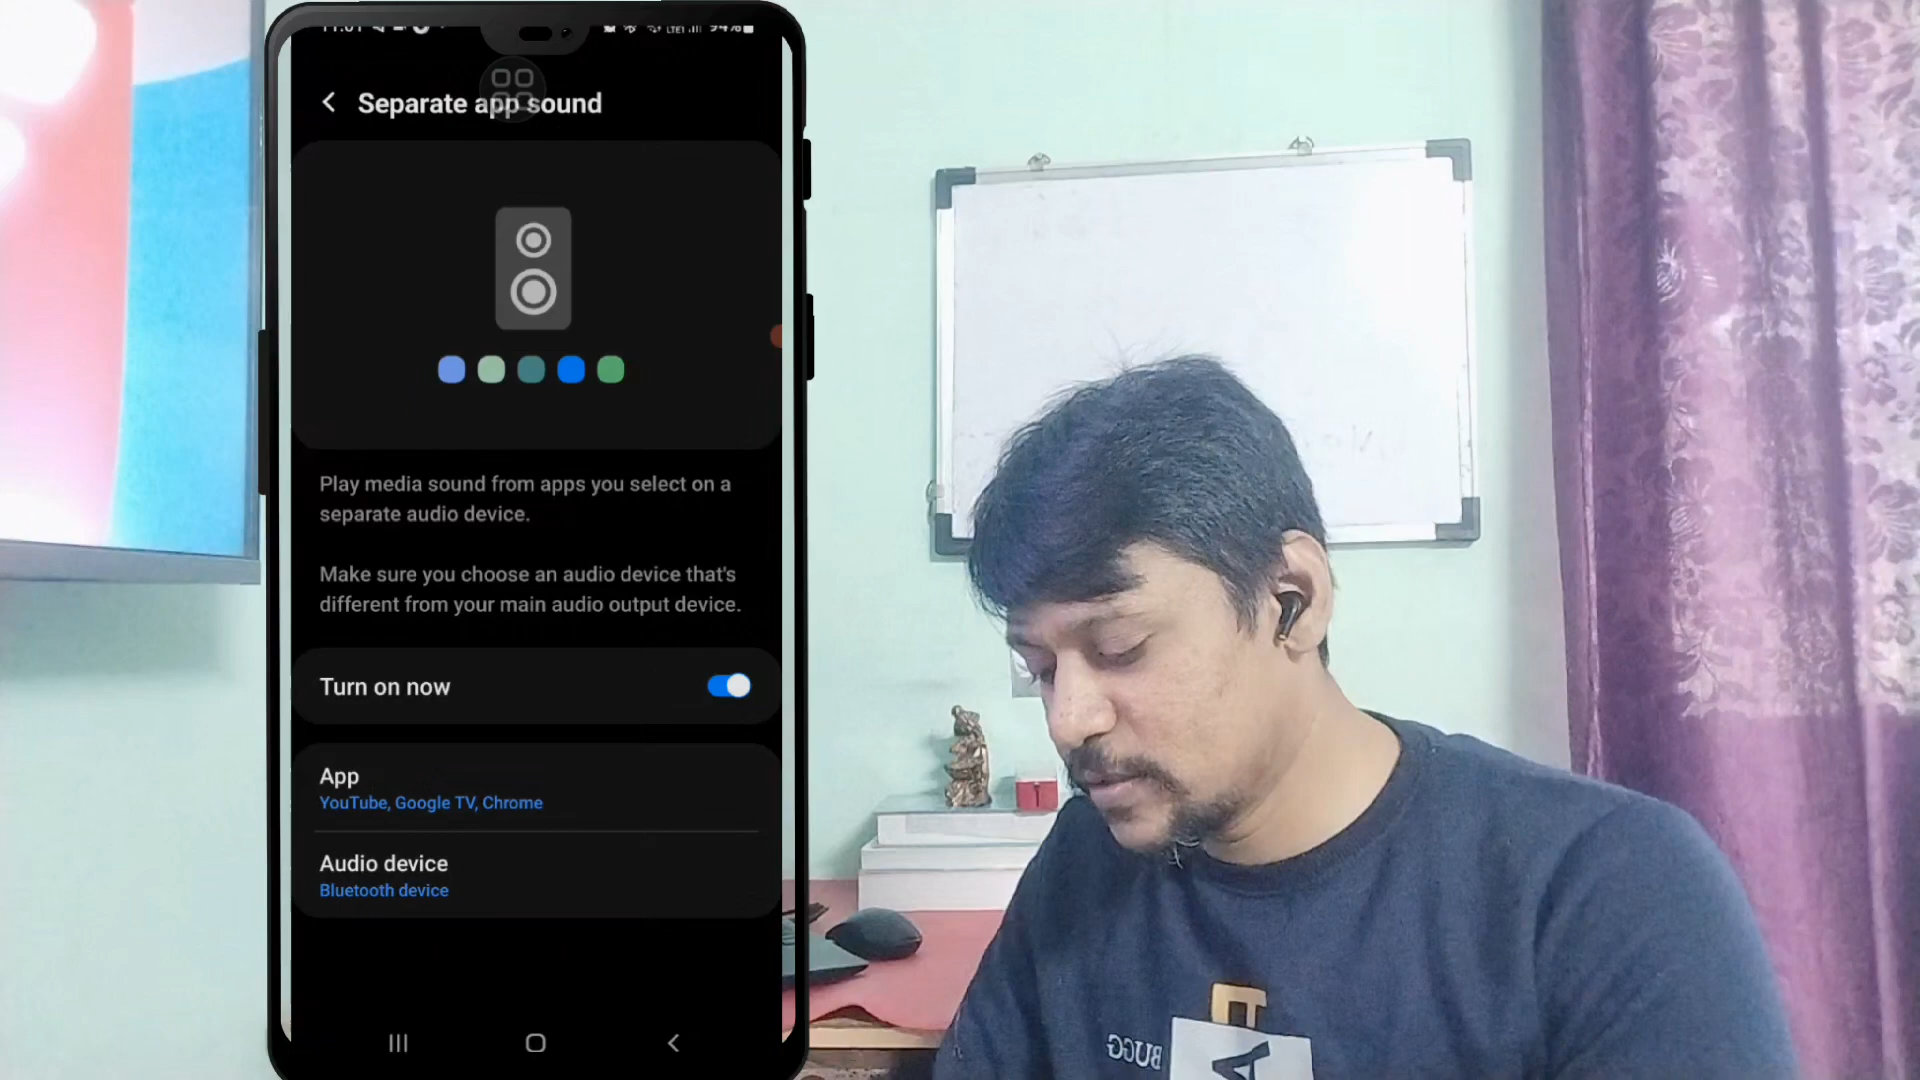 Separate app sound
Play media sound from apps you select on a
separate audio device.
Make sure you choose an audio device that's
different from your main audio output device.
Turn on now
App
YouTube, Google TV, Chrome
Audio device
Bluetooth device
BUGG